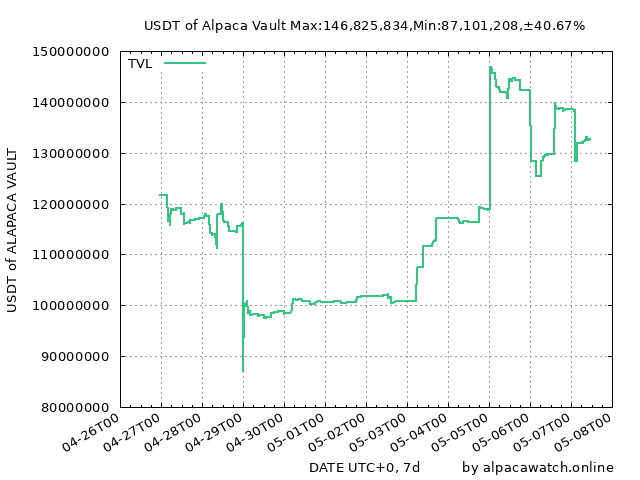 USDT of Alpaca Vault Max:146,825,834,Min:87,101,208,±40.67%
TVL
150000000
140000000
130000000
120000000
110000000
100000000
90000000
80000000
USDT of ALAPACA VAULT
04-26T00
04-27T00
04-28T00
04-29T00
04-30T00
05-01T00
05-02T00
05-03T00
05-04T00
05-05T00
05-06T00
05-07T00
05-08T00
DATE UTC+0, 7d
by alpacawatch.online